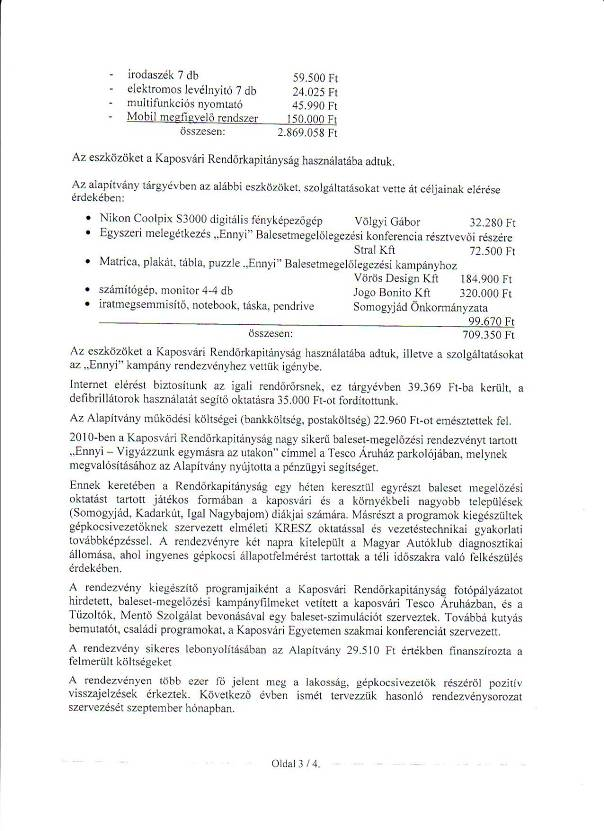 - irodaszék 7 db 59.500 Ft
- elektromos levélnyitó 7 db 24.025 Ft
- multifunkciós nyomtató 45.990 Ft
- Mobil megfigyelő rendszer 150.000 Ft
összesen: 2.869.058 Ft
Az eszközöket a Kaposvári Rendőrkapitányság használatába adtuk.
Az alapítvány tárgyévben az alábbi eszközöket, szolgáltatásokat vette át céljainak elérése
érdekében:
• Nikon Coolpix S3000 digitális fényképezőgép Völgyi Gábor 32.280 Ft
• Egyszeri melegétkezés „Ennyi” Balesetmegelőlegezési konferencia résztvevői részére
Stral Kft 72.500 Ft
• Matrica, plakát, tábla, puzzle „Ennyi” Balesetmegelőlegezési kampányhoz
Vörös Design Kft 184.900 Ft
• számítógép, monitor 4-4 db Jogo Bonito Kft 320.000 Ft
• iratmegsemmisítő, notebook, táska, pendrive Somogyjád Önkormányzata
99.670 Ft
összesen: 709.350 Ft
Az eszközöket a Kaposvári Rendőrkapitányság használatába adtuk, illetve a szolgáltatásokat
az „Ennyi” kampány rendezvényhez vettük igénybe.
Internet elérést biztosítunk az igali rendőrőrsnek, ez tárgyévben 39.369 Ft-ba került, a
defibrillátorok használatát segítő oktatásra 35.000 Ft-ot fordítottunk.
Az Alapítvány működési költségei (bankköltség, postaköltség) 22.960 Ft-ot emésztettek fel.
2010-ben a Kaposvári Rendőrkapitányság nagy sikerű baleset-megelőzési rendezvényt tartott
„Ennyi – Vigyázzunk egymásra az utakon” címmel a Tesco Áruház parkolójában, melynek
megvalósításához az Alapítvány nyújtotta a pénzügyi segítséget.
Ennek keretében a Rendőrkapitányság egy héten keresztül egyrészt baleset megelőzési
oktatást tartott játékos formában a kaposvári és a környékbeli nagyobb települések
(Somogyjád, Kadarkút, Igal Nagybajom) diákjai számára. Másrészt a programok kiegészültek
gépkocsivezetőknek szervezett elméleti KRESZ oktatással és vezetéstechnikai gyakorlati
továbbképzéssel. A rendezvényre két napra kitelepült a Magyar Autóklub diagnosztikai
állomása, ahol ingyenes gépkocsi állapotfelmérést tartottak a téli időszakra való felkészülés
érdekében.
A rendezvény kiegészítő programjaiként a Kaposvári Rendőrkapitányság fotópályázatot
hirdetett, baleset-megelőzési kampányfilmeket vetített a kaposvári Tesco Áruházban, és a
Tűzoltók, Mentő Szolgálat bevonásával egy baleset-szimulációt szerveztek. Továbbá kutyás
bemutatót, családi programokat, a Kaposvári Egyetemen szakmai konferenciát szervezett.
A rendezvény sikeres lebonyolításában az Alapítvány 29.510 Ft értékben finanszírozta a
felmerült költségeket
A rendezvényen több ezer fő jelent meg a lakosság, gépkocsivezetők részéről pozitív
visszajelzések érkeztek. Következő évben ismét tervezzük hasonló rendezvénysorozat
szervezését szeptember hónapban.
Oldal 3 / 4.